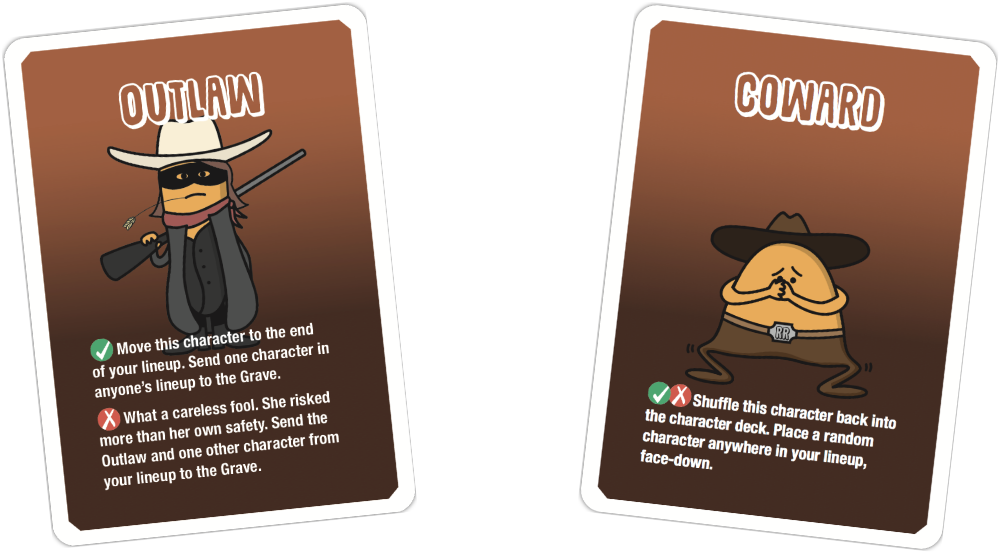 OUTLAW
Move this character to the end
of your lineup. Send one character in
anyone's lineup to the Grave.
X What a careless fool. She risked
more than her own safety. Send the
Outlaw and one other character from
your lineup to the Grave.
COWARD
RR
X Shuffle this character back into
the character deck. Place a random
character anywhere in your lineup,
face-down.